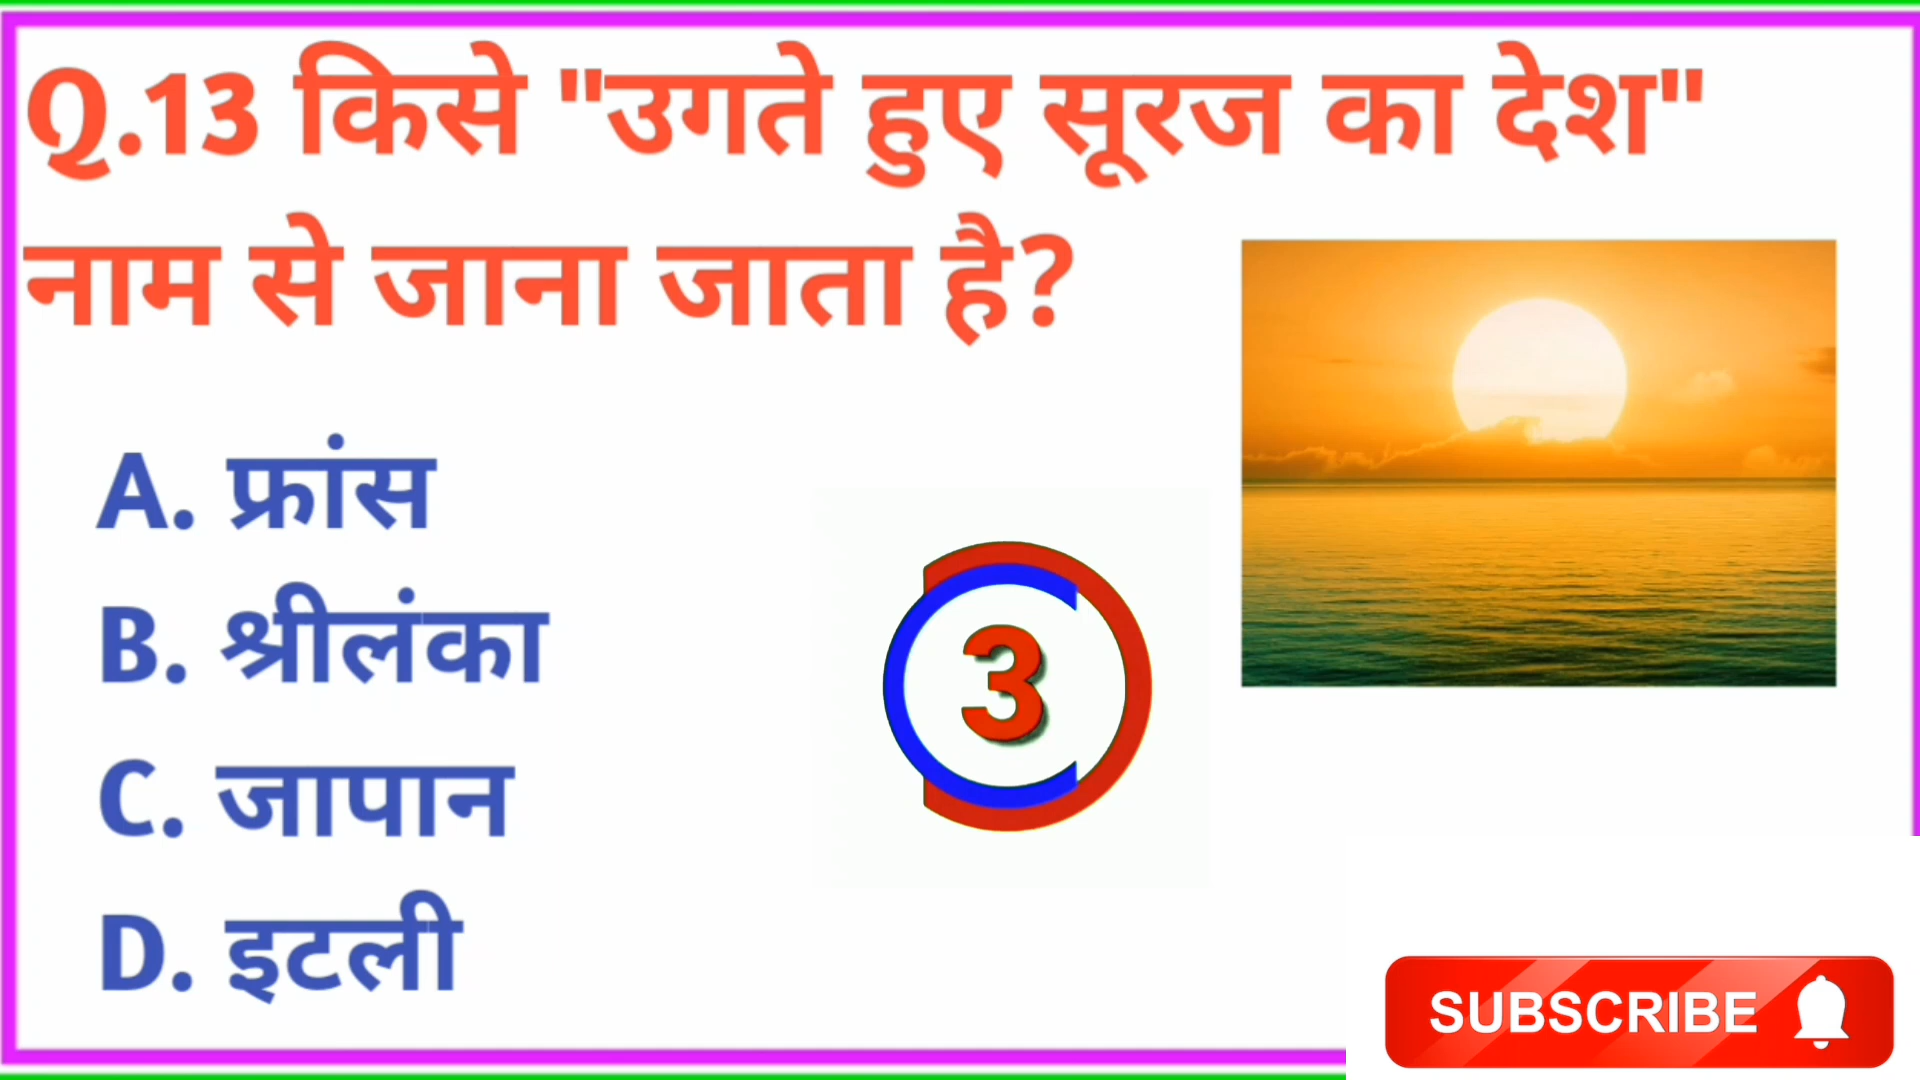 Q.13 किसे "उगते हुए सूरज का देश"
नाम से जाना जाता है?
A. फ्रांस
B. श्रीलंका
C. जापान
D. इटली
3
SUBSCRIBE